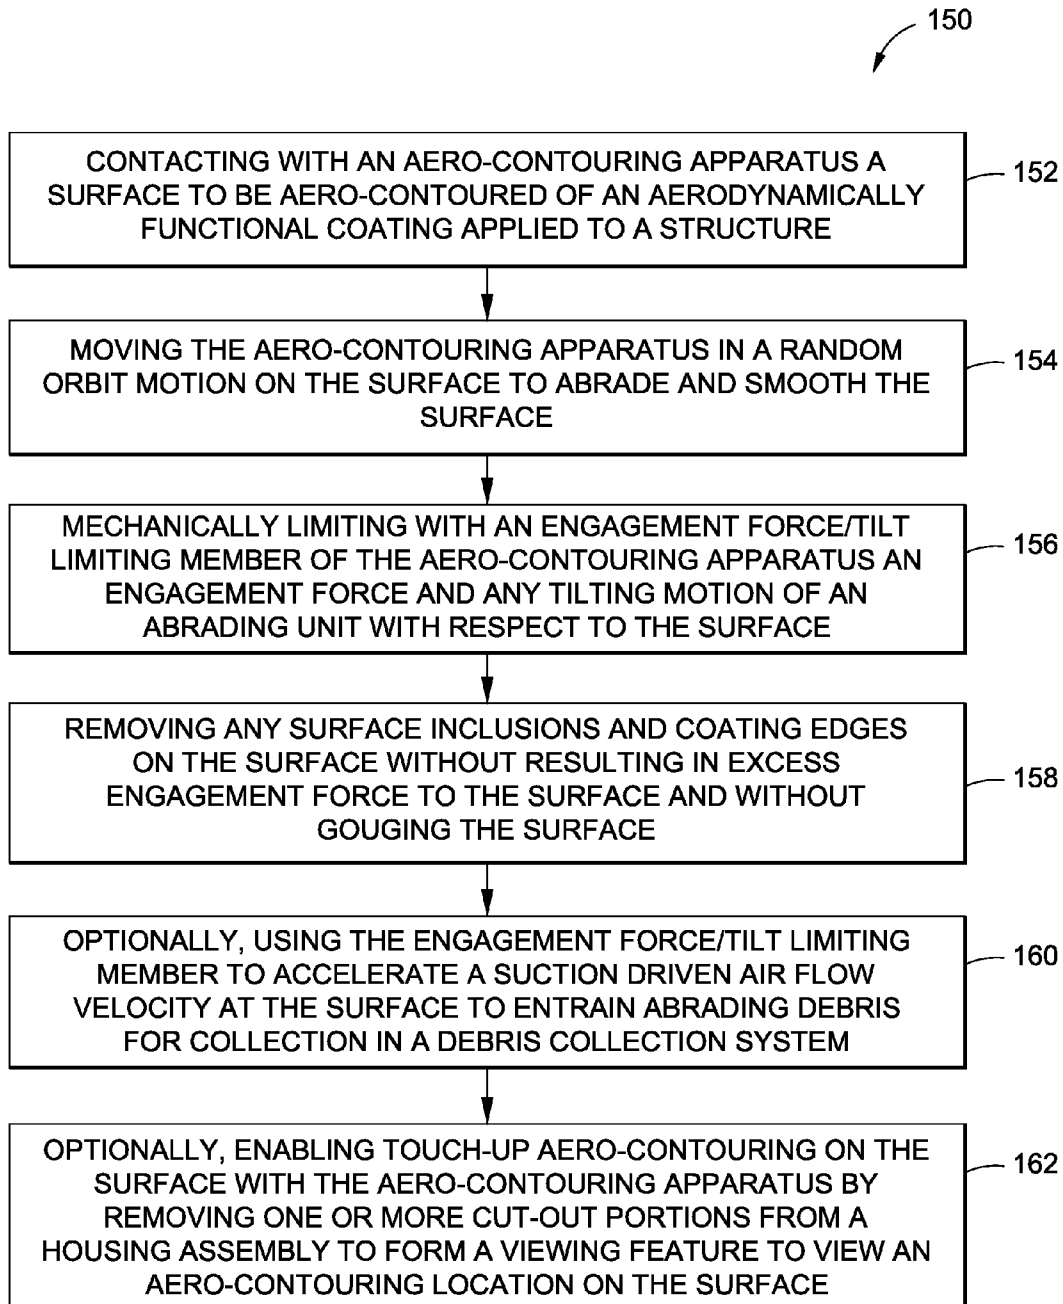 150
CONTACTING WITH AN AERO-CONTOURING APPARATUS A
SURFACE TO BE AERO-CONTOURED OF AN AERODYNAMICALLY
FUNCTIONAL COATING APPLIED TO A STRUCTURE
152
MOVING THE AERO-CONTOURING APPARATUS IN A RANDOM
ORBIT MOTION ON THE SURFACE TO ABRADE AND SMOOTH THE
SURFACE
154
MECHANICALLY LIMITING WITH AN ENGAGEMENT FORCE/TILT
LIMITING MEMBER OF THE AERO-CONTOURING APPARATUS AN
ENGAGEMENT FORCE AND ANY TILTING MOTION OF AN
ABRADING UNIT WITH RESPECT TO THE SURFACE
156
REMOVING ANY SURFACE INCLUSIONS AND COATING EDGES
ON THE SURFACE WITHOUT RESULTING IN EXCESS
ENGAGEMENT FORCE TO THE SURFACE AND WITHOUT
GOUGING THE SURFACE
158
OPTIONALLY, USING THE ENGAGEMENT FORCE/TILT LIMITING
MEMBER TO ACCELERATE A SUCTION DRIVEN AIR FLOW
VELOCITY AT THE SURFACE TO ENTRAIN ABRADING DEBRIS
FOR COLLECTION IN A DEBRIS COLLECTION SYSTEM
160
OPTIONALLY, ENABLING TOUCH-UP AERO-CONTOURING ON THE
SURFACE WITH THE AERO-CONTOURING APPARATUS BY
REMOVING ONE OR MORE CUT-OUT PORTIONS FROM A
HOUSING ASSEMBLY TO FORM A VIEWING FEATURE TO VIEW AN
AERO-CONTOURING LOCATION ON THE SURFACE
162